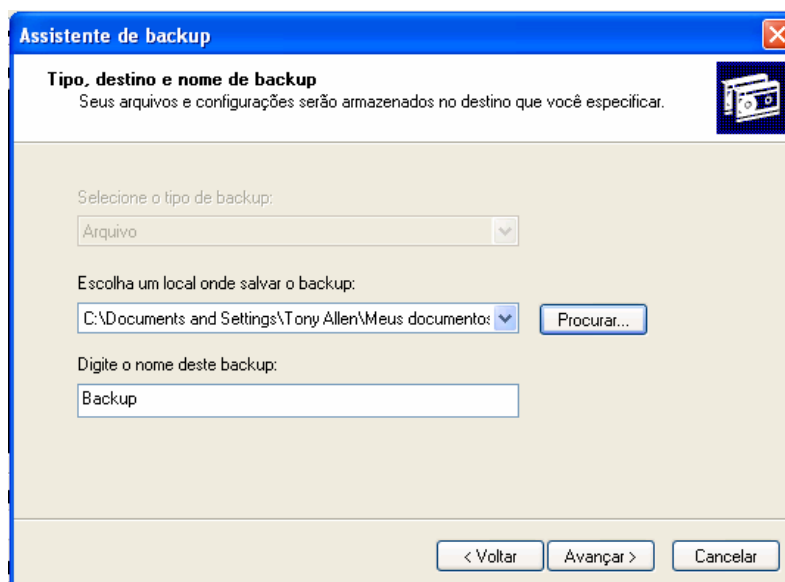 Assistente de backup
Tipo, destino e nome de backup
Seus arquivos e configurações serão armazenados no destino que você especificar.
Selecione o tipo de backup:
Arquivo
Escolha um local onde salvar o backup:
C:\Documents and Settings\Tony Allen\Meus documentos
Procurar...
Digite o nome deste backup:
Backup
< Voltar
Avançar >
Cancelar